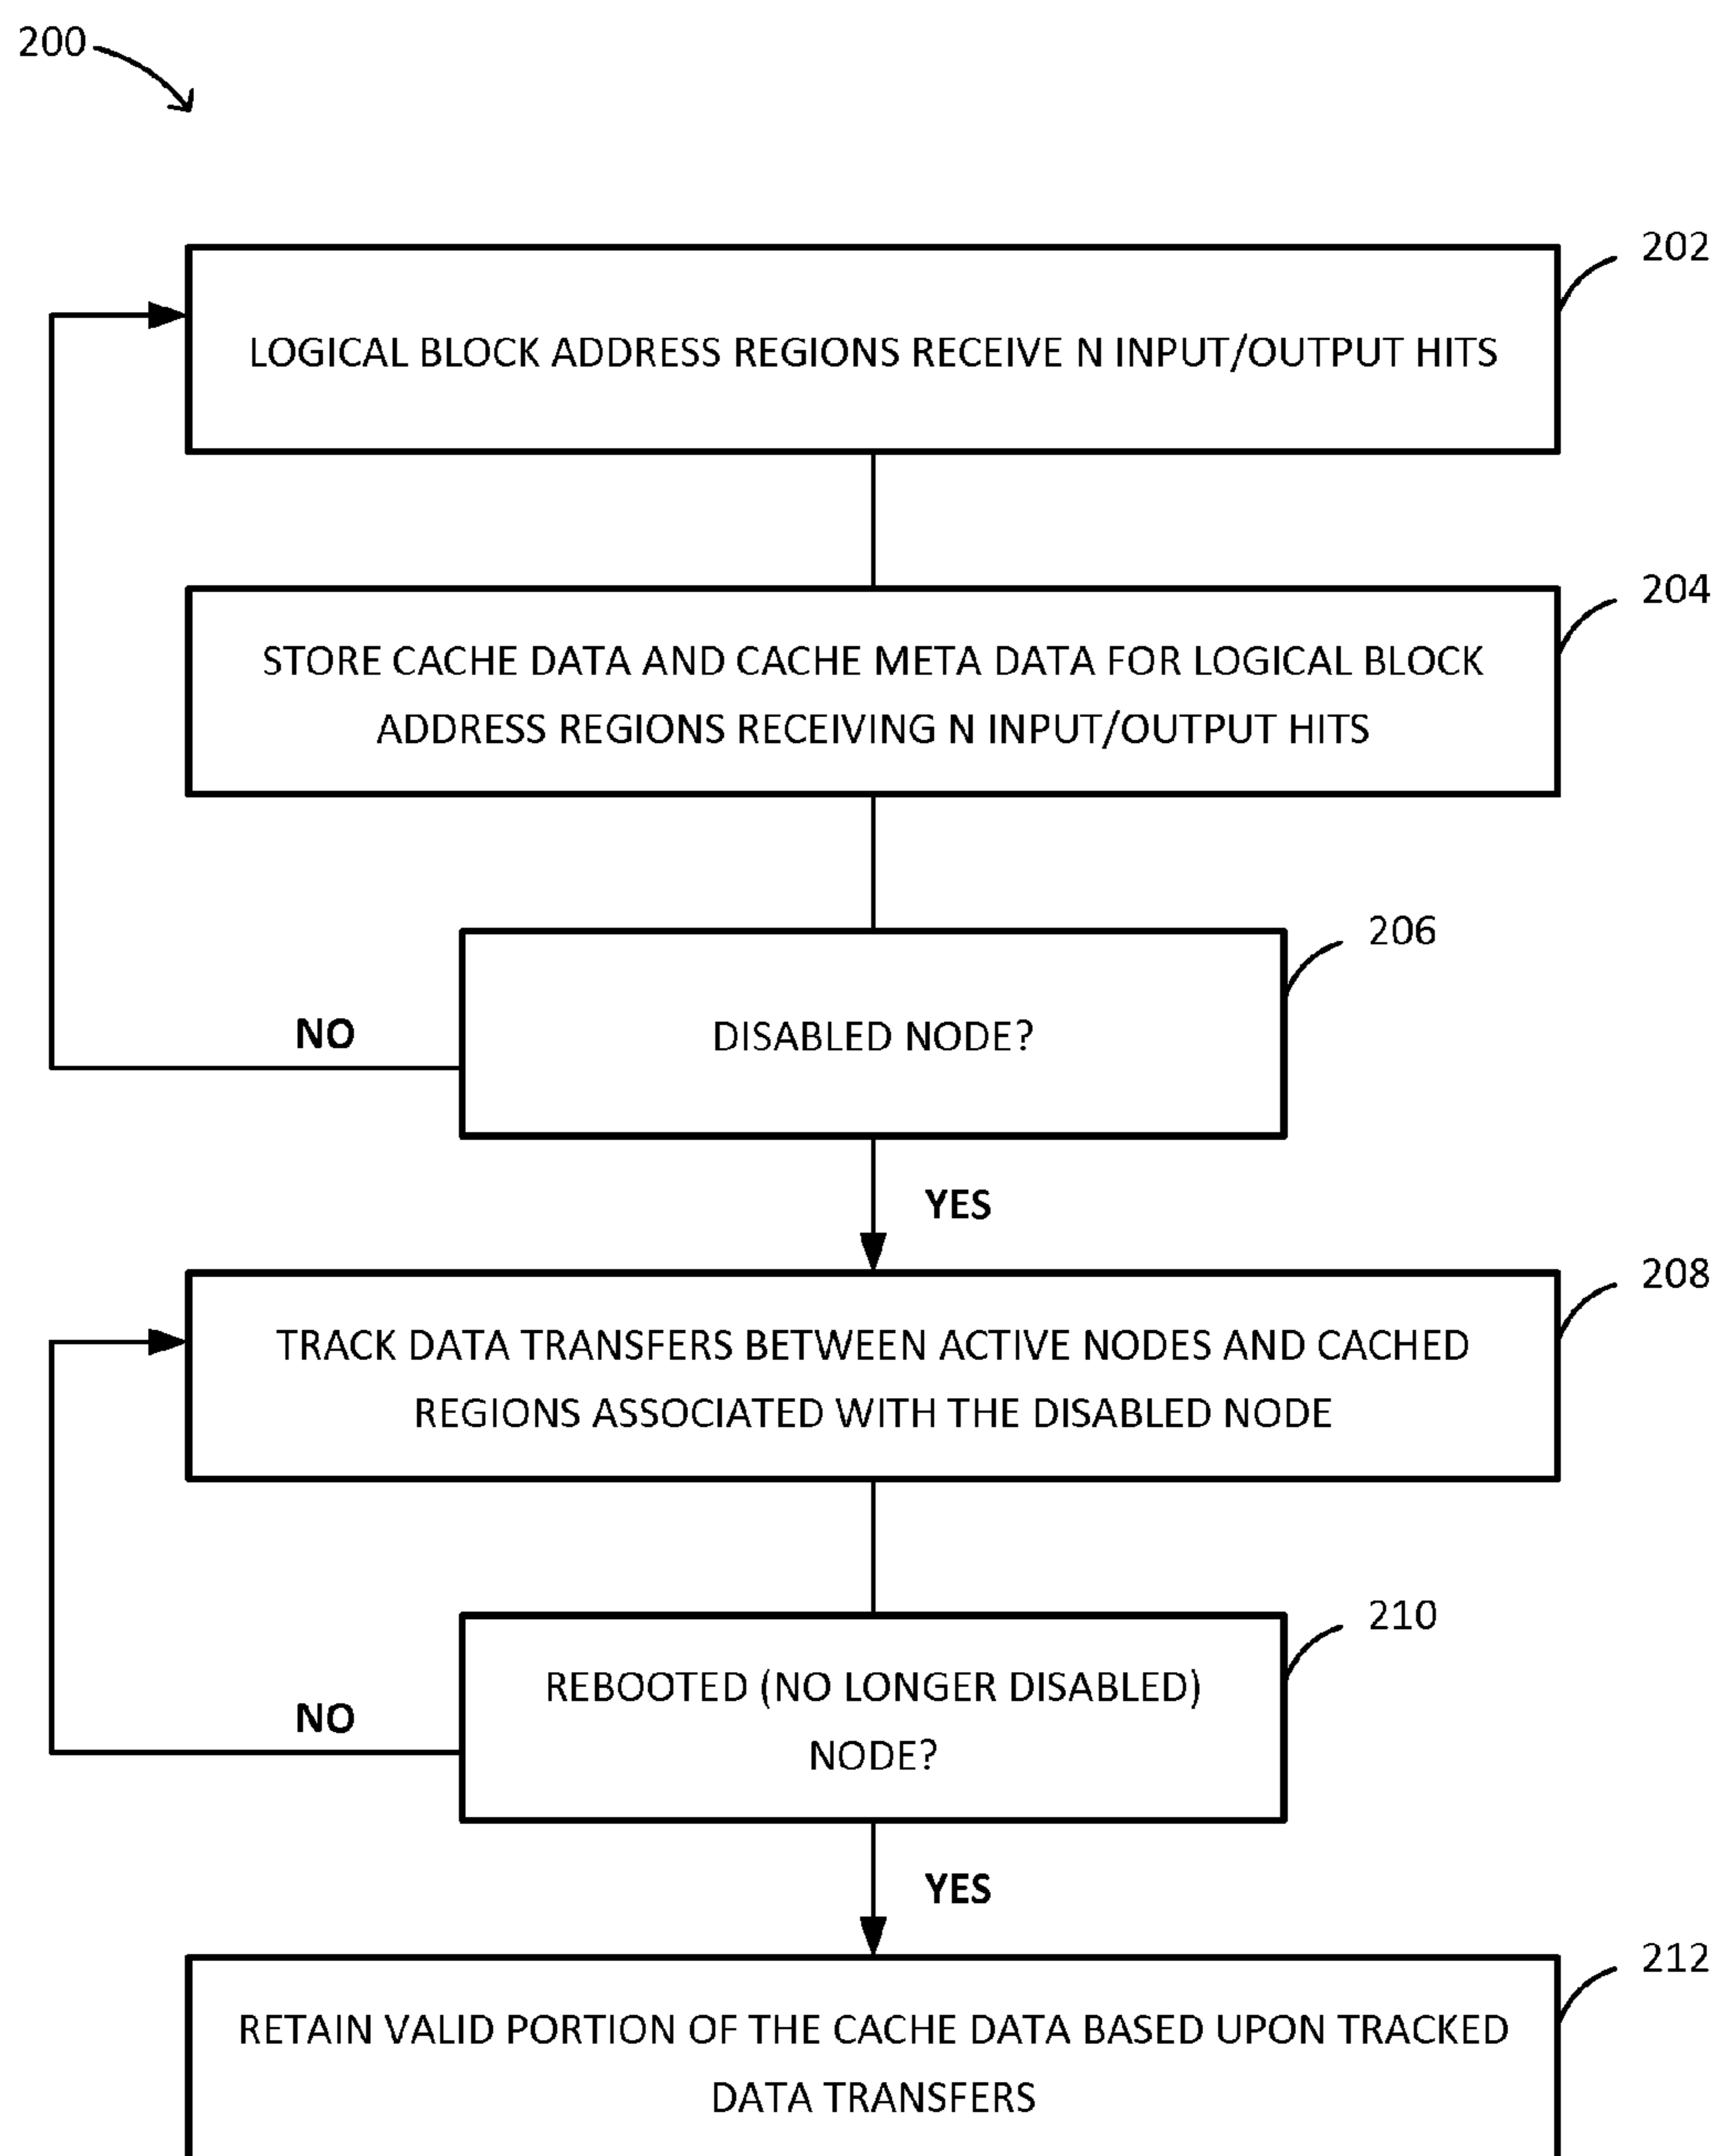 200
202
LOGICAL BLOCK ADDRESS REGIONS RECEIVE N INPUT/OUTPUT HITS
204
STORE CACHE DATA AND CACHE META DATA FOR LOGICAL BLOCK
ADDRESS REGIONS RECEIVING N INPUT/OUTPUT HITS
206
DISABLED NODE?
NO
YES
208
TRACK DATA TRANSFERS BETWEEN ACTIVE NODES AND CACHED
REGIONS ASSOCIATED WITH THE DISABLED NODE
210
REBOOTED (NO LONGER DISABLED)
NODE?
NO
YES
212
RETAIN VALID PORTION OF THE CACHE DATA BASED UPON TRACKED
DATA TRANSFERS